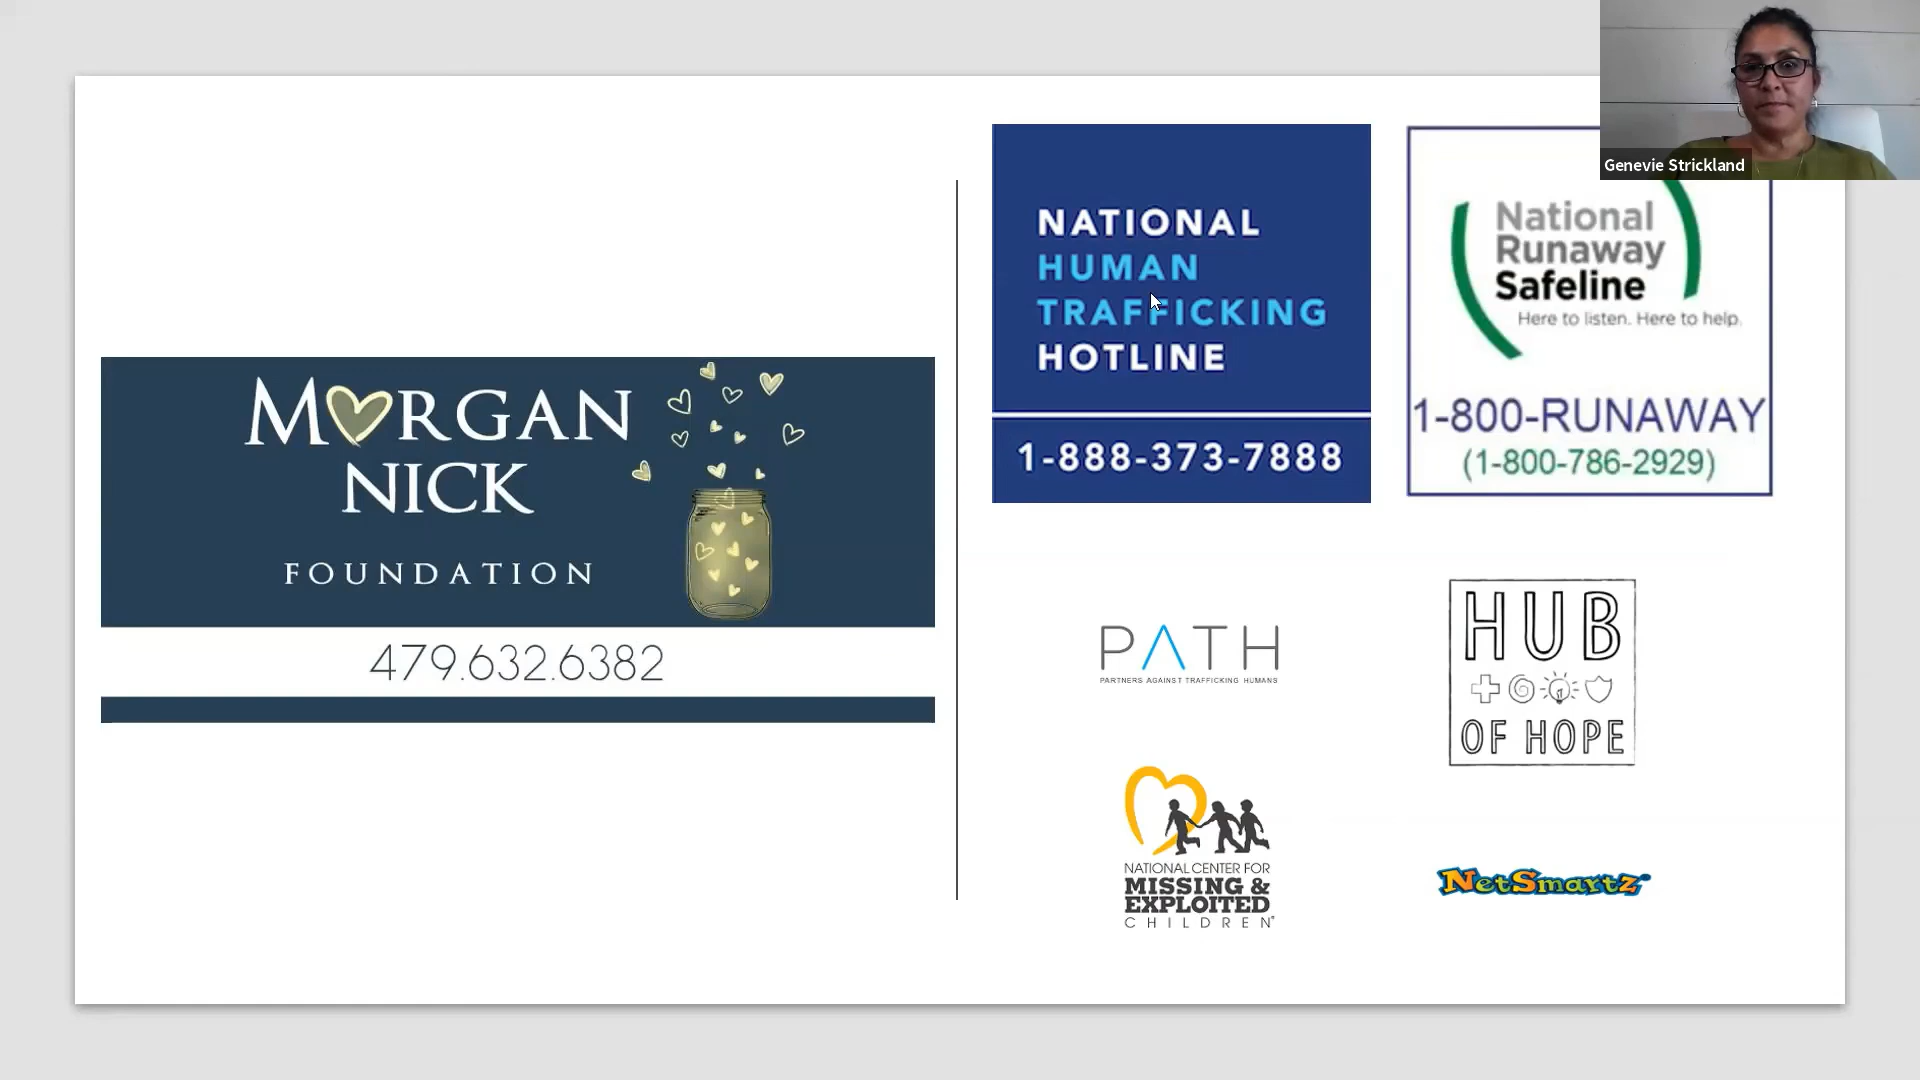 Genevie Strickland
MORGAN
NICK
FOUNDATION
479.632.6382
NATIONAL
HUMAN
TRAFFICKING
HOTLINE
1-888-373-7888
National
Runaway
Safeline
Here to listen. Here to help.
1-800-RUNAWAY
(1-800-786-2929)
PATH
PARTNERS AGAINST TRAFFICKING HUMANS
HUB
OF HOPE
NATIONAL CENTER FOR
MISSING &
EXPLOITED
CHILDREN®
NetSmartz®